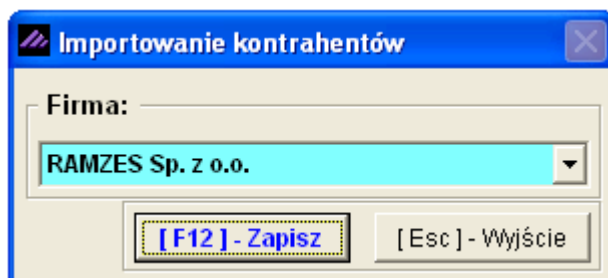 Importowanie kontrahentów
Firma:
RAMZES Sp. z o.o.
[ F12 ] - Zapisz
[ Esc ] - Wyjście